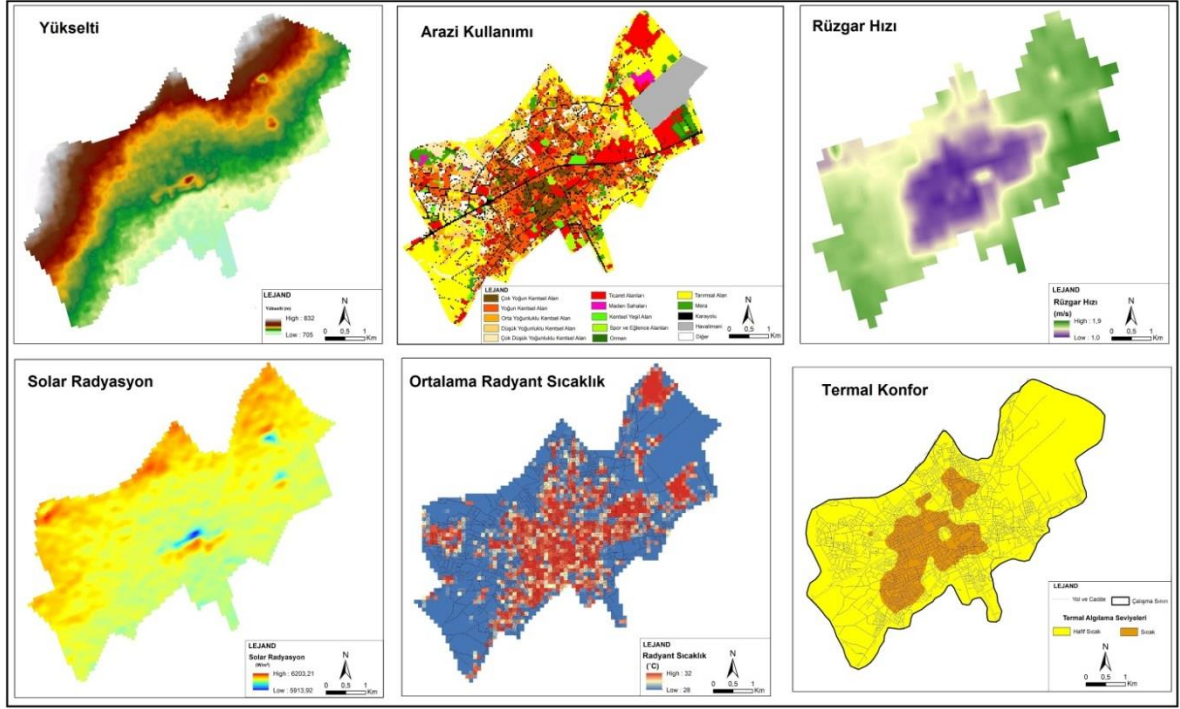 Yükselti
LEJAND
Yükselti (m)
High : 832
Low : 705
N
0 0.5 1
Km
Arazi Kullanımı
LEJAND
Çok Yoğun Kentsel Alan
Yoğun Kentsel Alan
Orta Yoğunluklu Kentsel Alan
Düşük Yoğunluklu Kentsel Alan
Çok Düşük Yoğunluklu Kentsel Alan
Ticaret Alanları
Maden Sahaları
Kentsel Yeşil Alan
Spor ve Eğlence Alanları
Orman
Tarımsal Alan
Mera
Karayolu
Havalimanı
Diğer
N
0 0.5 1
Km
Rüzgar Hızı
LEJAND
Rüzgar Hızı
(m/s)
High : 1,9
Low : 1,0
N
0 0.5 1
Km
Solar Radyasyon
LEJAND
Solar Radyasyon
(W/m²)
High : 6203,21
Low : 5913,92
N
0 0.5 1
Km
Ortalama Radyant Sıcaklık
LEJAND
Radyant Sıcaklık
(˚C)
High : 32
Low : 28
N
0 0.5 1
Km
Termal Konfor
LEJAND
Yol ve Cadde
Çalışma Sınırı
Termal Algılama Seviyeleri
Hafif Sıcak
Sıcak
N
0 0.5 1
Km